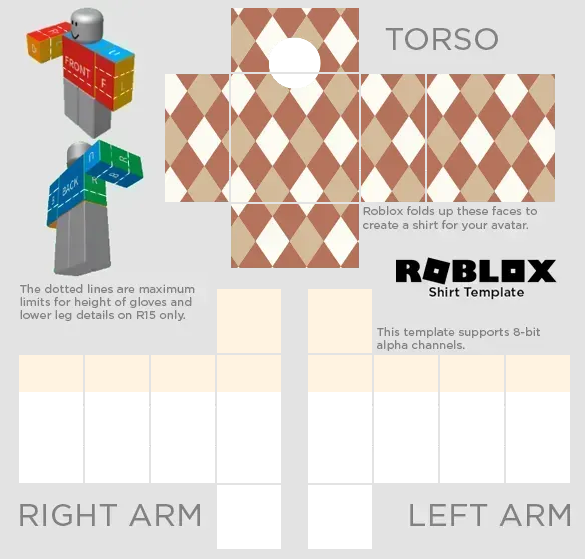 TORSO
FRONT
F
L
U
BACK
R
B
U
R
B
Roblox folds up these faces to
create a shirt for your avatar.
ROBLOX
Shirt Template
The dotted lines are maximum
limits for height of gloves and
lower leg details on R15 only.
This template supports 8-bit
alpha channels.
RIGHT ARM
LEFT ARM